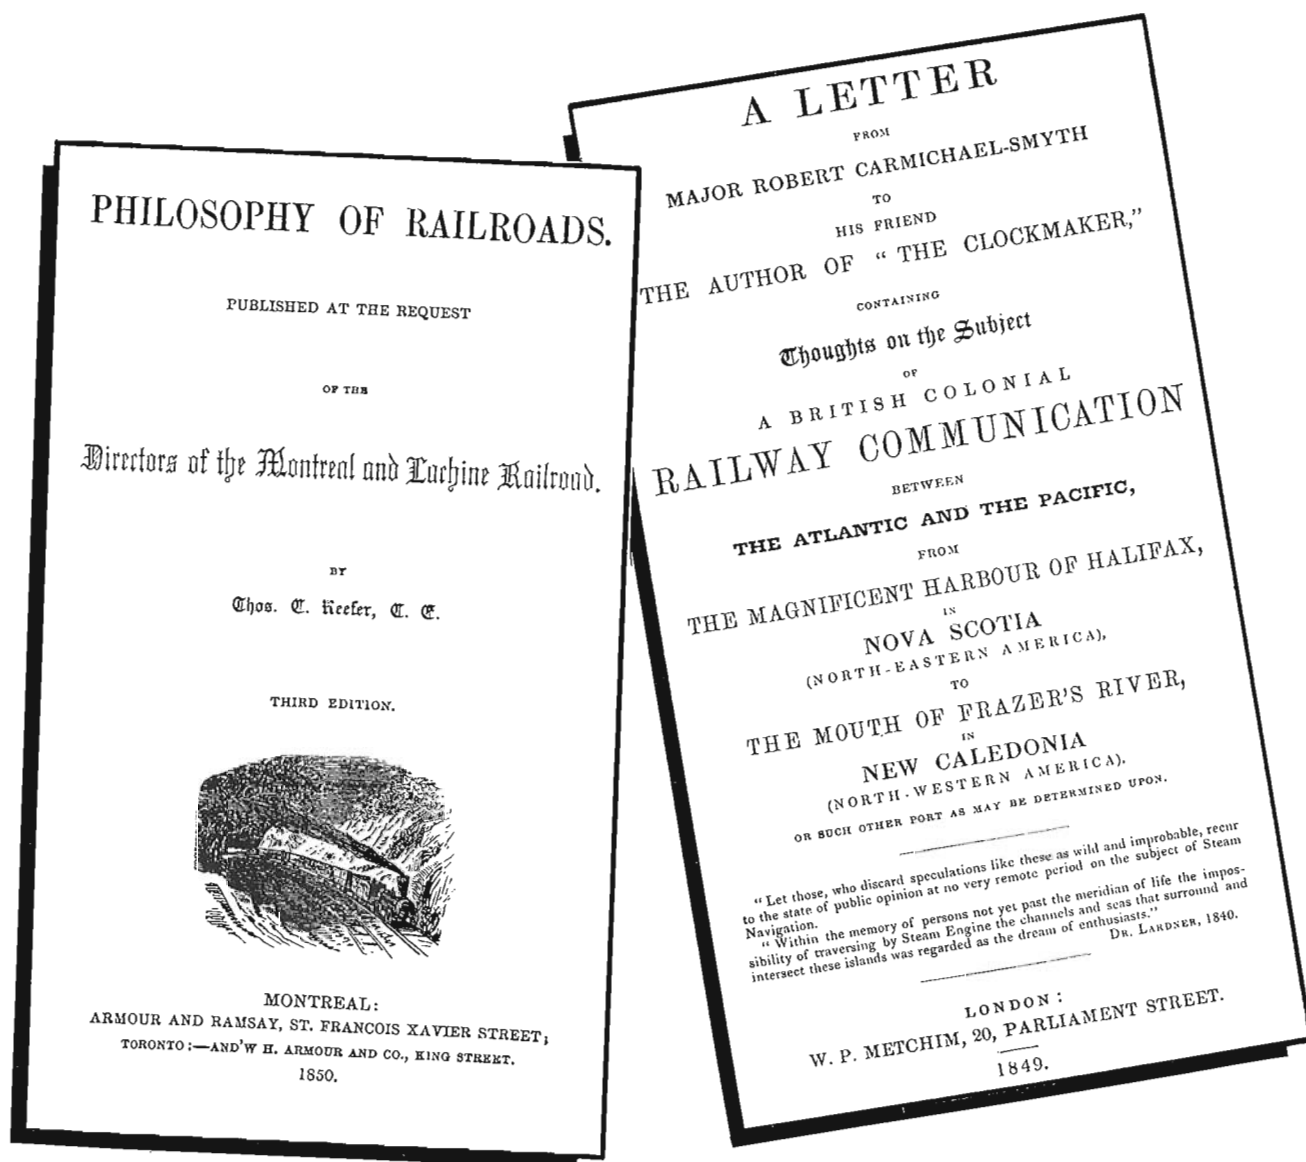 PHILOSOPHY OF RAILROADS.
PUBLISHED AT THE REQUEST
OF THE
Directors of the Montreal and Lachine Railroad.
BY
Thos. C. Keefer, C. E.
THIRD EDITION.
MONTREAL:
ARMOUR AND RAMSAY, ST. FRANCOIS XAVIER STREET;
TORONTO:—AND'W H. ARMOUR AND CO., KING STREET.
1850.
A LETTER
FROM
MAJOR ROBERT CARMICHAEL-SMYTH
TO
HIS FRIEND
THE AUTHOR OF "THE CLOCKMAKER,"
CONTAINING
Thoughts on the Subject
OF
A BRITISH COLONIAL
RAILWAY COMMUNICATION
BETWEEN
THE ATLANTIC AND THE PACIFIC,
FROM
THE MAGNIFICENT HARBOUR OF HALIFAX,
IN
NOVA SCOTIA
(NORTH-EASTERN AMERICA),
TO
THE MOUTH OF FRAZER'S RIVER,
IN
NEW CALEDONIA
(NORTH-WESTERN AMERICA),
OR SUCH OTHER PORT AS MAY BE DETERMINED UPON.
"Let those, who discard speculations like these as wild and improbable, recur
to the state of public opinion at no very remote period on the subject of Steam
Navigation.
"Within the memory of persons not yet past the meridian of life the impos-
sibility of traversing by Steam Engine the channels and seas that surround and
intersect these islands was regarded as the dream of enthusiasts."
DR. LARDNER, 1840.
LONDON:
W. P. METCHIM, 20, PARLIAMENT STREET.
1849.